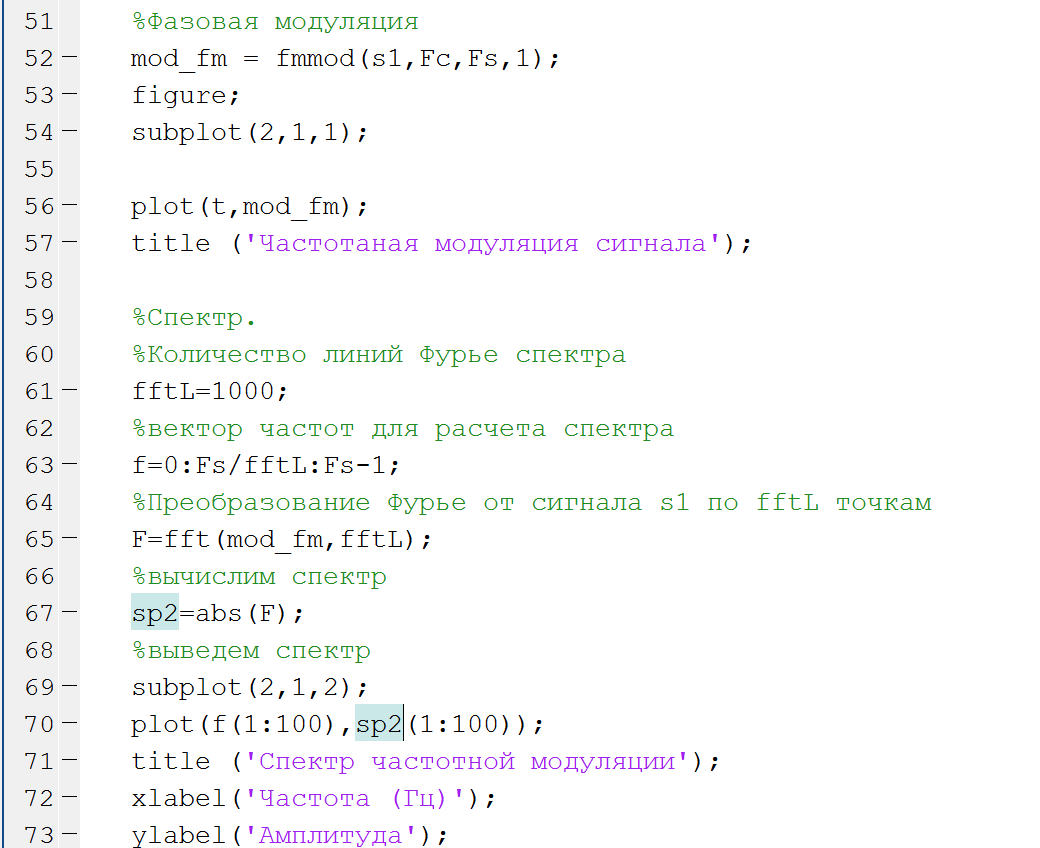 51 %Фазовая модуляция
52 – mod_fm = fmmod(s1,Fc,Fs,1);
53 – figure;
54 – subplot(2,1,1);
55
56 – plot(t,mod_fm);
57 – title ('Частотаная модуляция сигнала');
58
59 %Спектр.
60 %Количество линий Фурье спектра
61 – fftL=1000;
62 %вектор частот для расчета спектра
63 – f=0:Fs/fftL:Fs-1;
64 %Преобразование Фурье от сигнала s1 по fftL точкам
65 – F=fft(mod_fm,fftL);
66 %вычислим спектр
67 – sp2=abs(F);
68 %выведем спектр
69 – subplot(2,1,2);
70 – plot(f(1:100),sp2(1:100));
71 – title ('Спектр частотной модуляции');
72 – xlabel('Частота (Гц)');
73 – ylabel('Амплитуда');